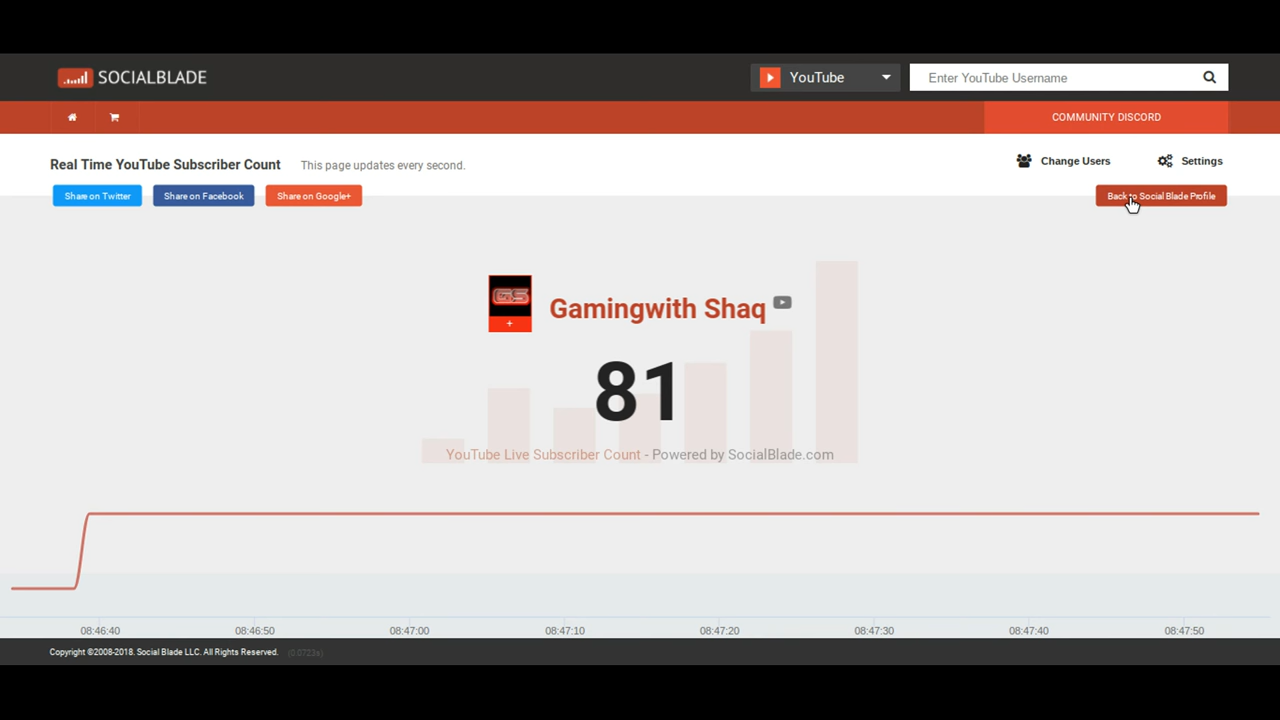 SOCIALBLADE
YouTube
Enter YouTube Username
COMMUNITY DISCORD
Real Time YouTube Subscriber Count
This page updates every second.
Change Users
Settings
Share on Twitter
Share on Facebook
Share on Google+
Back to Social Blade Profile
GS
+
Gamingwith Shaq
81
YouTube Live Subscriber Count - Powered by SocialBlade.com
08:46:40 08:46:50 08:47:00 08:47:10 08:47:20 08:47:30 08:47:40 08:47:50
Copyright ©2008-2018. Social Blade LLC. All Rights Reserved. (0.0723s)